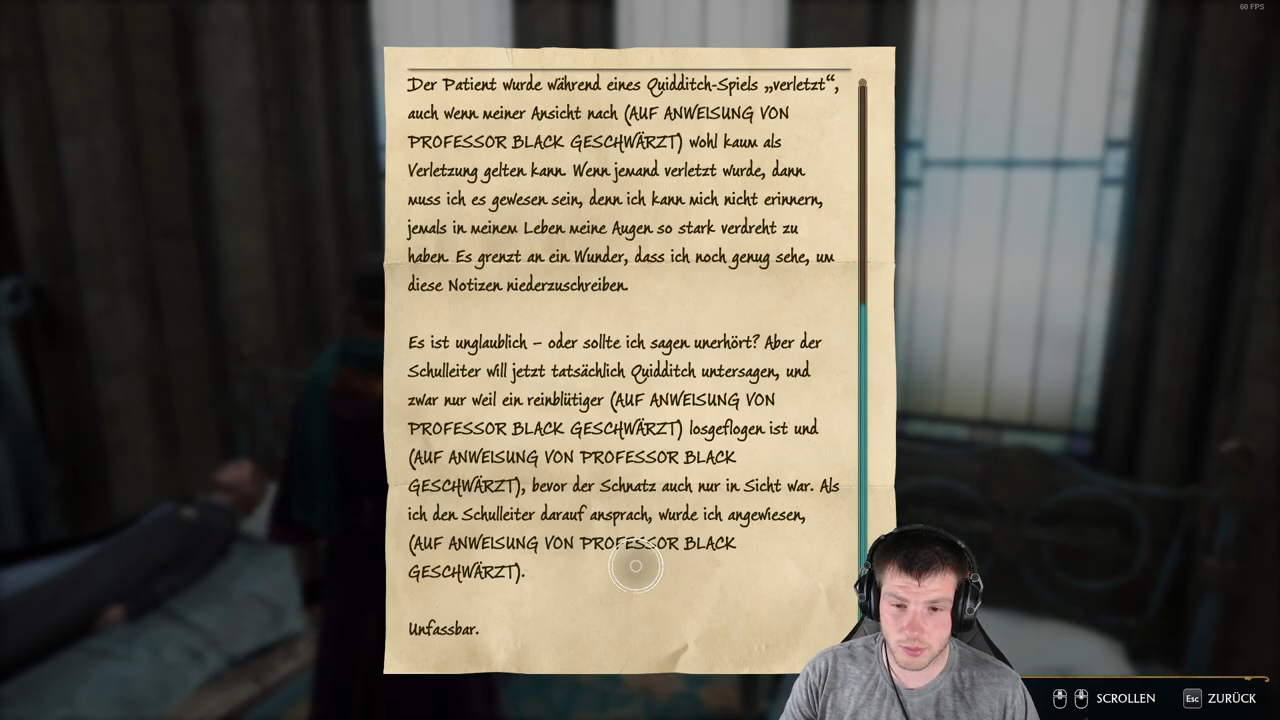 60 FPS
Der Patient wurde während eines Quidditch-Spiels „verletzt“,
auch wenn meiner Ansicht nach (AUF ANWEISUNG VON
PROFESSOR BLACK GESCHWÄRZT) wohl kaum als
Verletzung gelten kann. Wenn jemand verletzt wurde, dann
muss ich es gewesen sein, denn ich kann mich nicht erinnern,
jemals in meinem Leben meine Augen so stark verdreht zu
haben. Es grenzt an ein Wunder, dass ich noch genug sehe, um
diese Notizen niederzuschreiben.
Es ist unglaublich – oder sollte ich sagen unerhört? Aber der
Schulleiter will jetzt tatsächlich Quidditch untersagen, und
zwar nur weil ein reinblütiger (AUF ANWEISUNG VON
PROFESSOR BLACK GESCHWÄRZT) losgeflogen ist und
(AUF ANWEISUNG VON PROFESSOR BLACK
GESCHWÄRZT), bevor der Schnatz auch nur in Sicht war. Als
ich den Schulleiter darauf ansprach, wurde ich angewiesen,
(AUF ANWEISUNG VON PROFESSOR BLACK
GESCHWÄRZT).
Unfassbar.
SCROLLEN Esc ZURÜCK